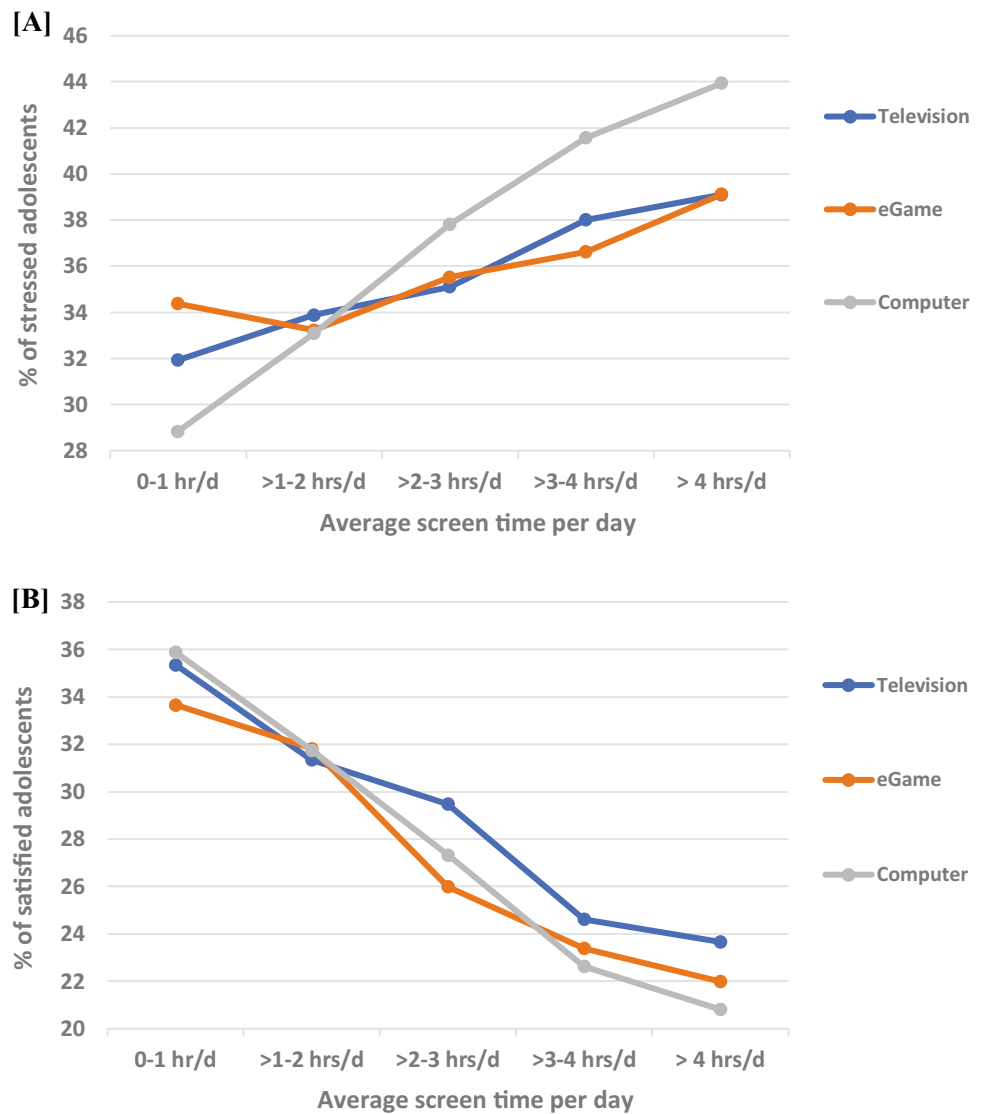 [A]
46
44
42
40
38
36
34
32
30
28
% of stressed adolescents
0-1 hr/d >1-2 hrs/d >2-3 hrs/d >3-4 hrs/d > 4 hrs/d
Average screen time per day
Television
eGame
Computer
[B]
38
36
34
32
30
28
26
24
22
20
% of satisfied adolescents
0-1 hr/d >1-2 hrs/d >2-3 hrs/d >3-4 hrs/d > 4 hrs/d
Average screen time per day
Television
eGame
Computer